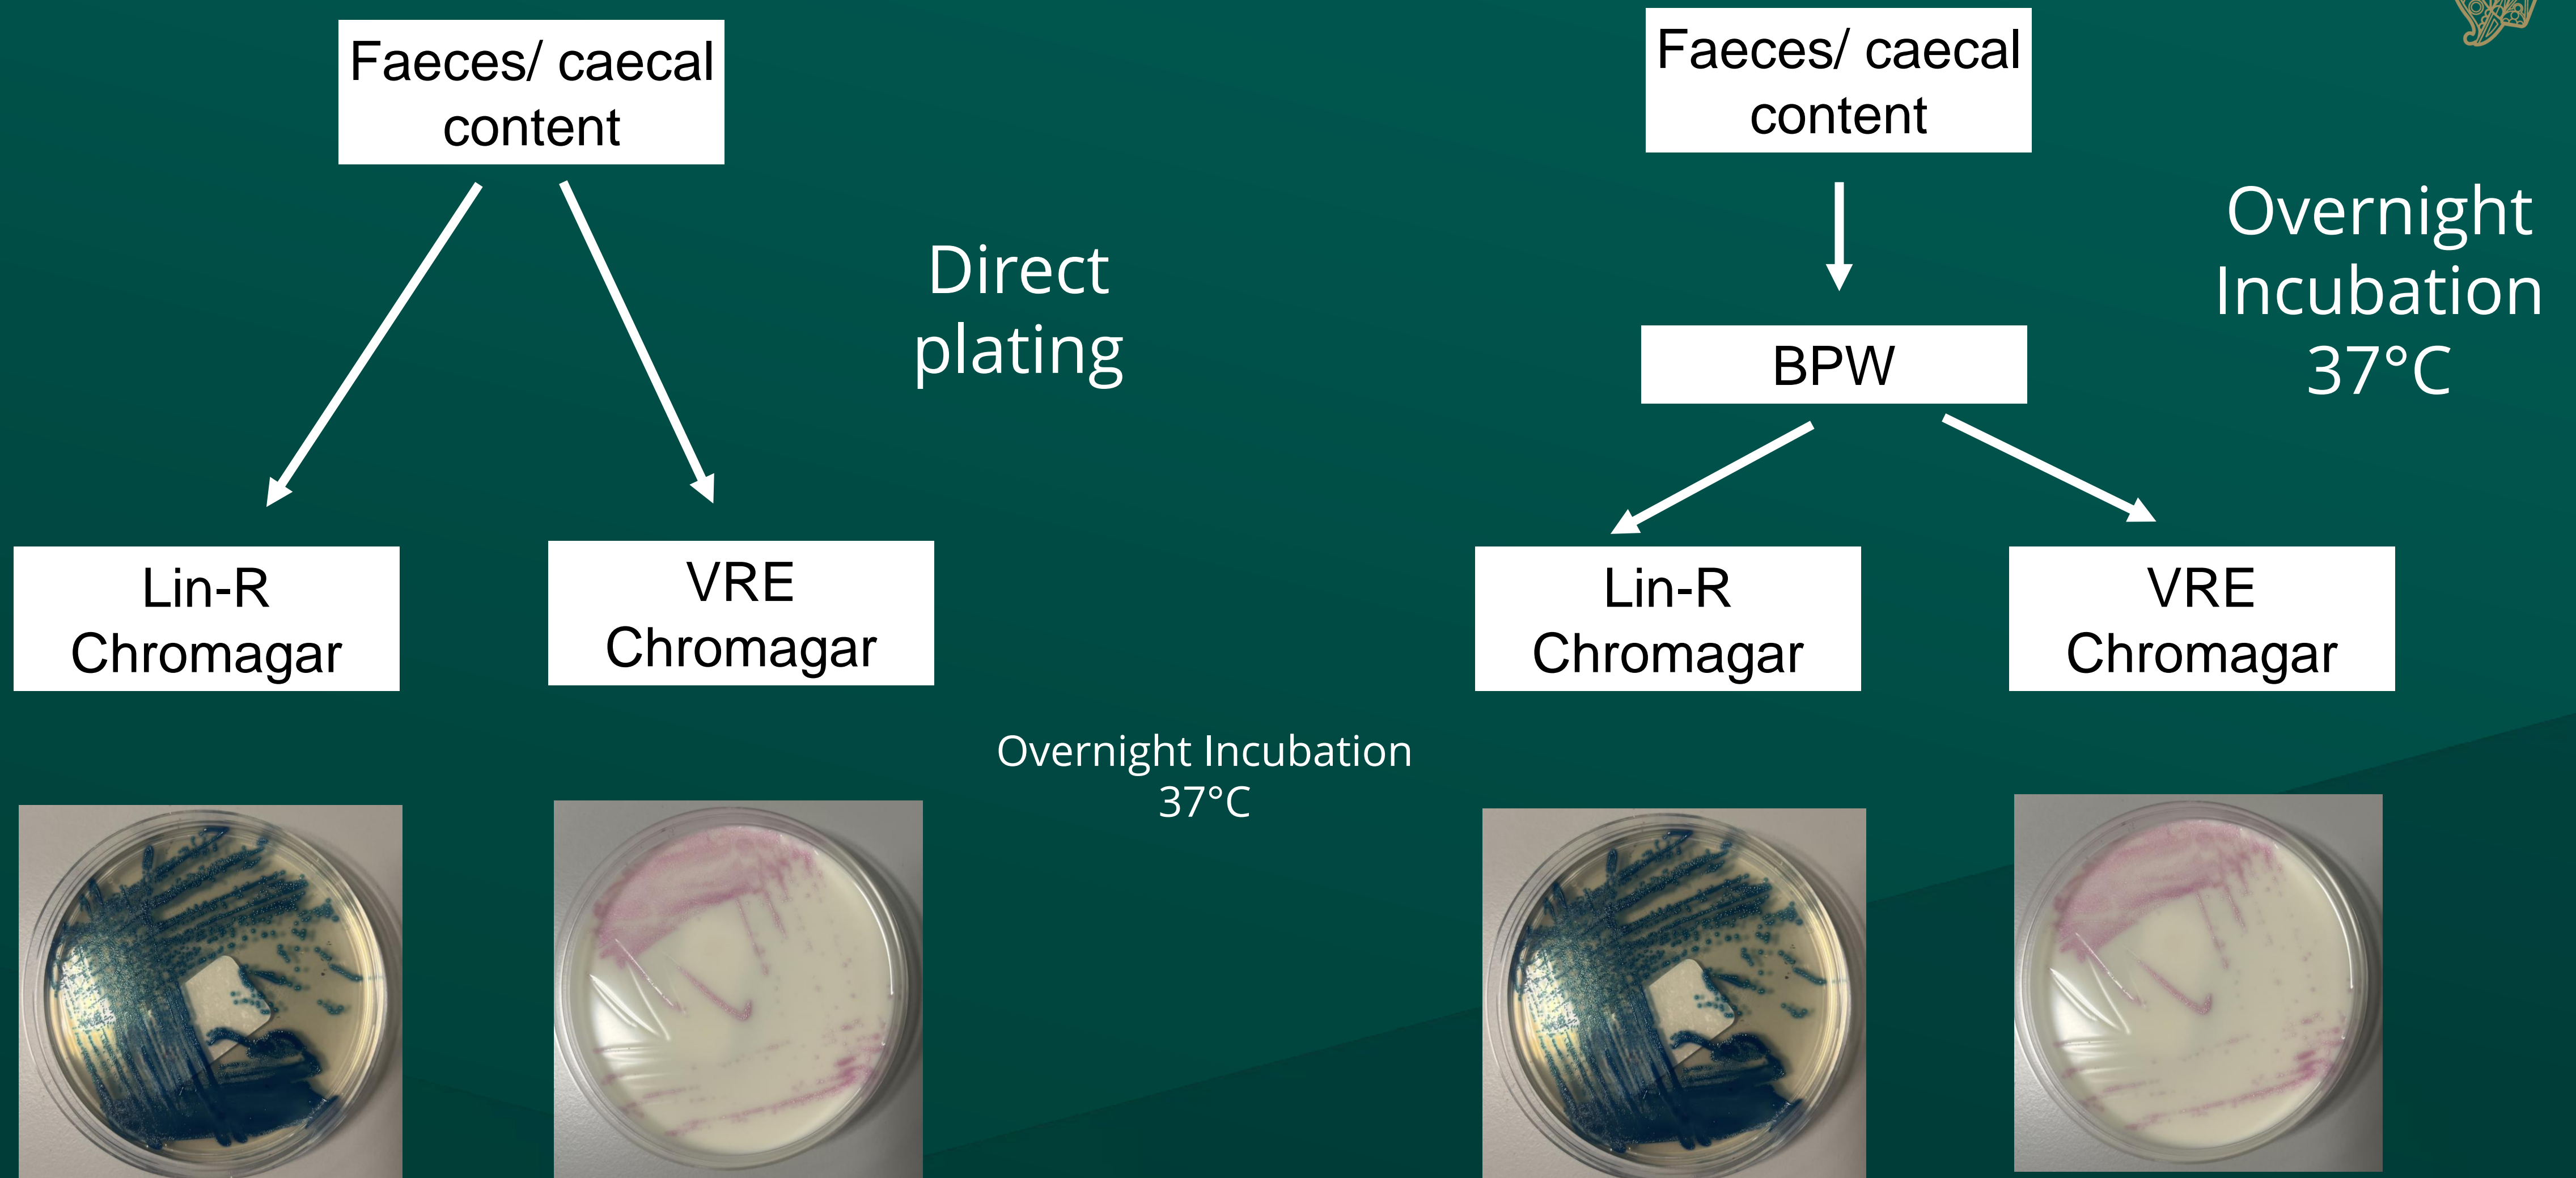 Faeces/ caecal
content
Direct
plating
Lin-R
Chromagar
VRE
Chromagar
Overnight Incubation
37°C
Faeces/ caecal
content
Overnight
Incubation
37°C
BPW
Lin-R
Chromagar
VRE
Chromagar